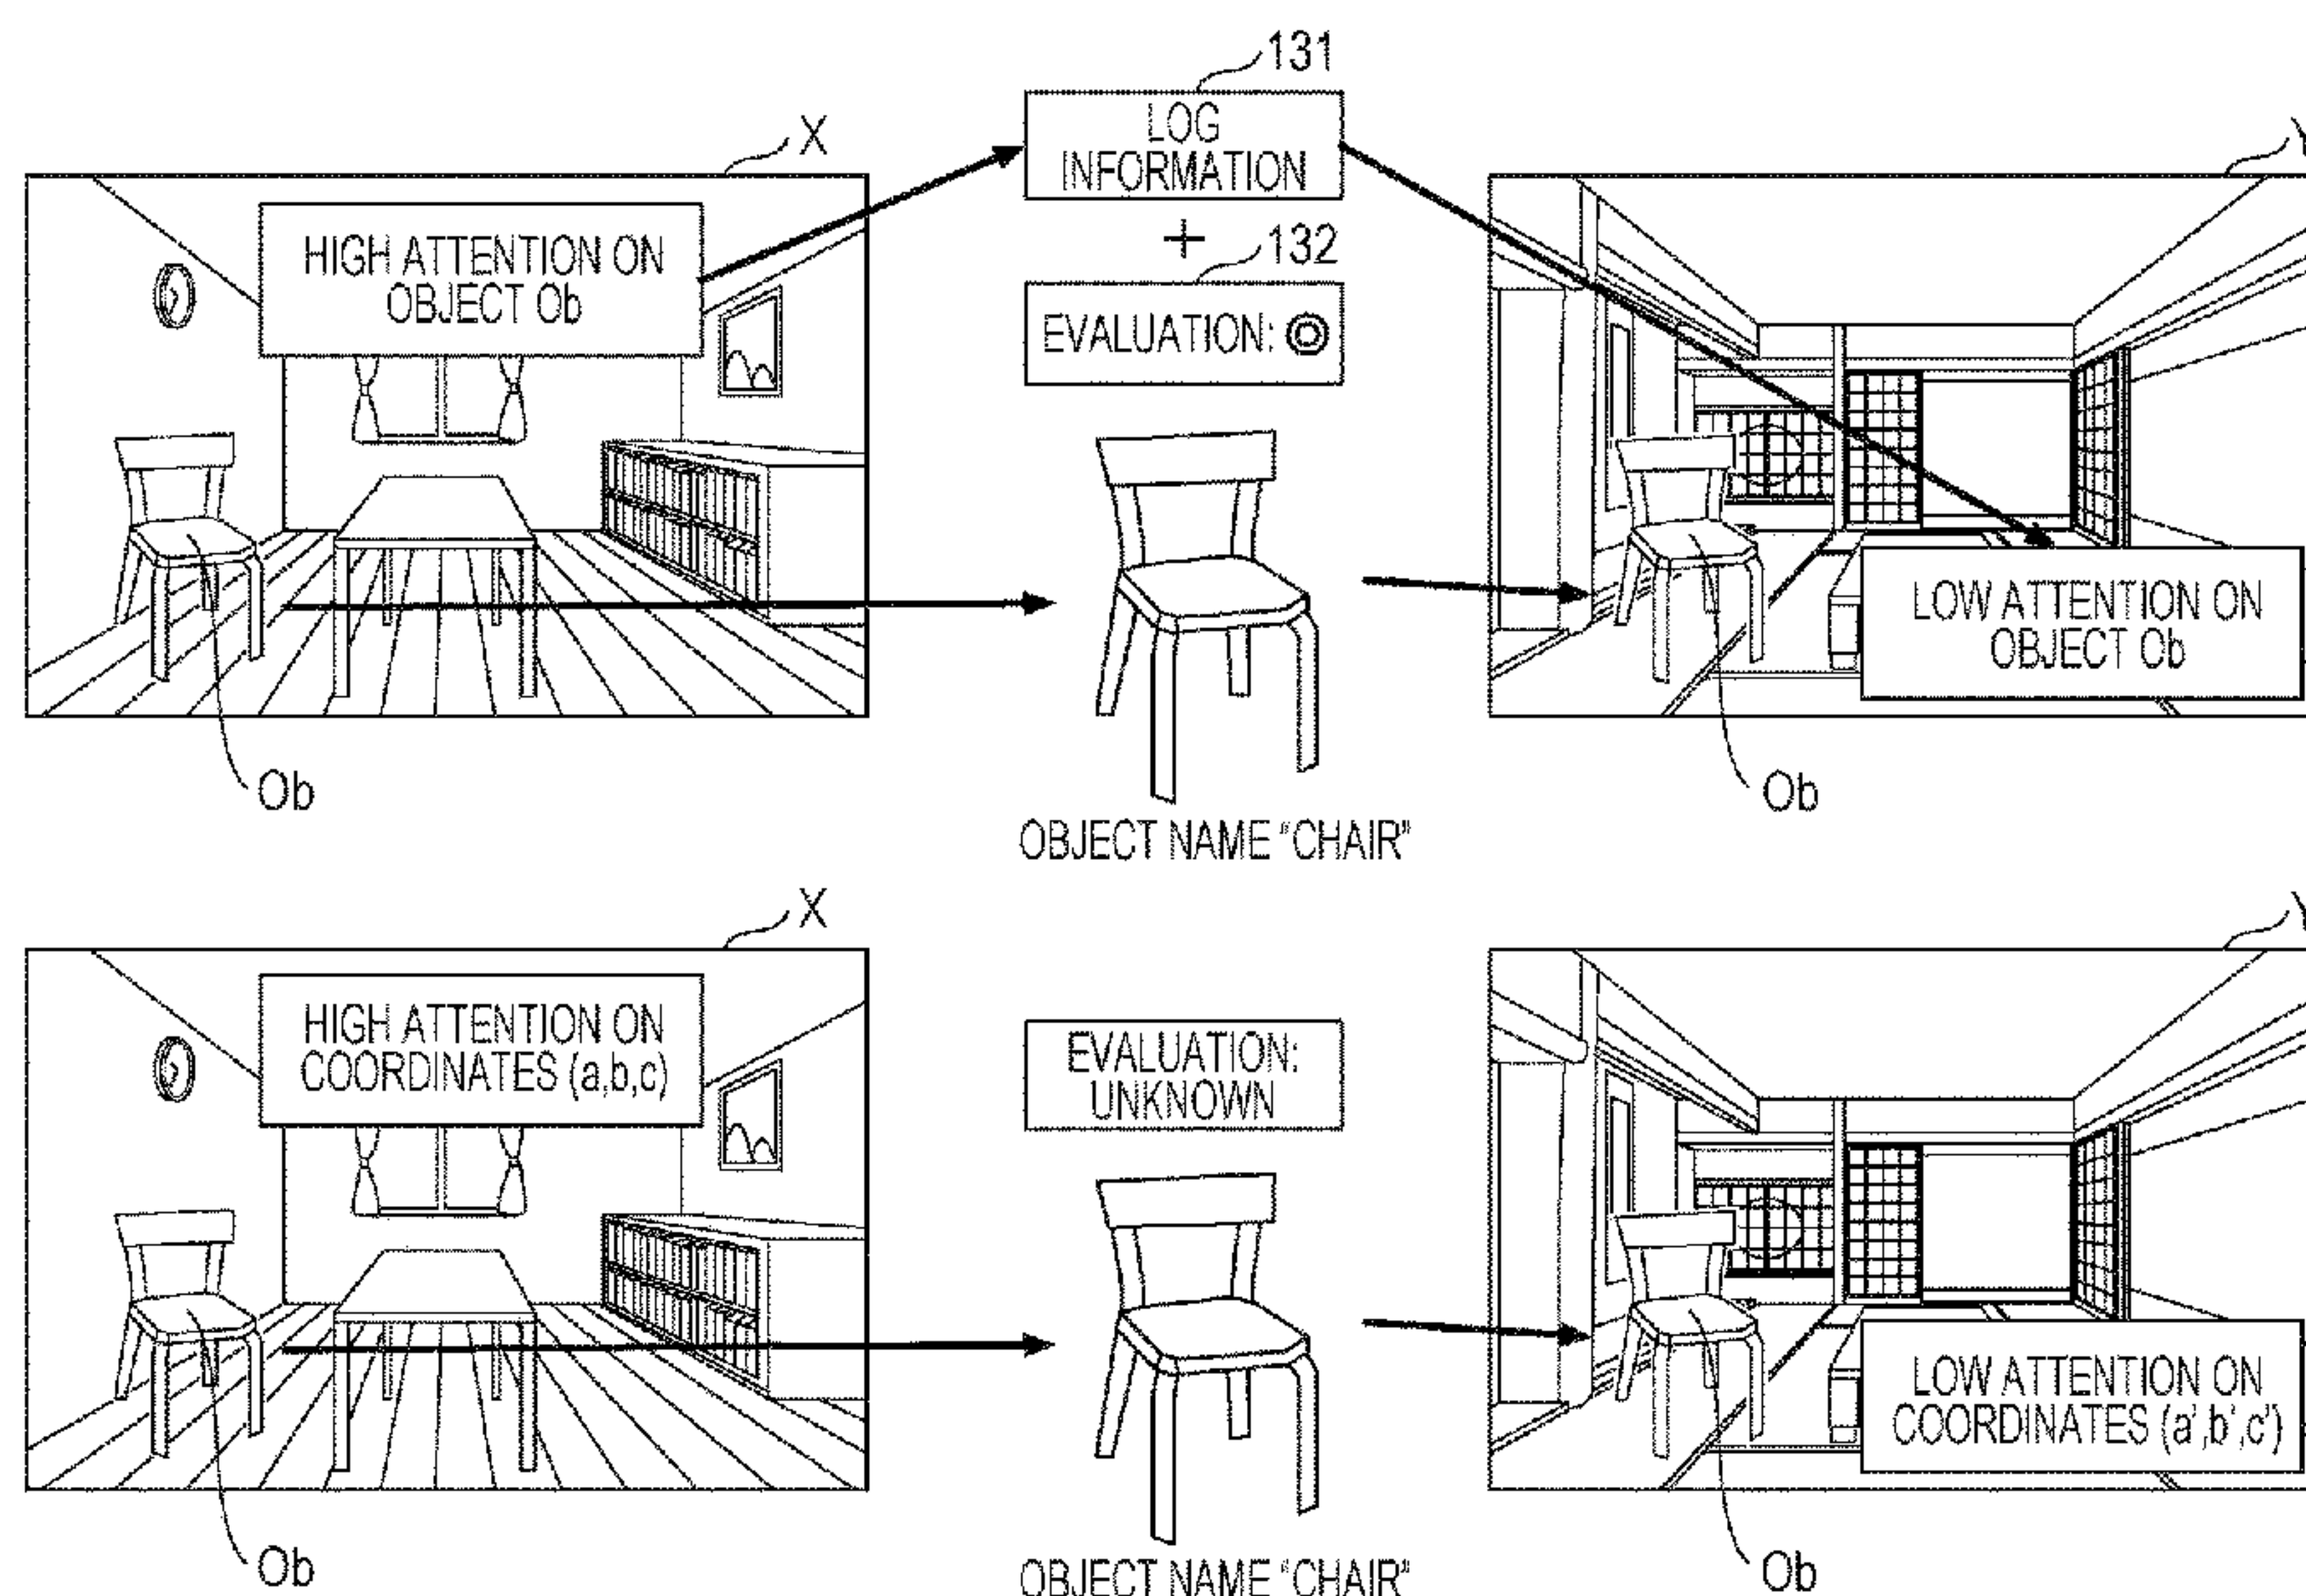 131
X
LOG
INFORMATION
Y
HIGH ATTENTION ON
OBJECT Ob
+
132
EVALUATION: ◎
LOW ATTENTION ON
OBJECT Ob
Ob
Ob
OBJECT NAME "CHAIR"
X
Y
HIGH ATTENTION ON
COORDINATES (a,b,c)
EVALUATION:
UNKNOWN
LOW ATTENTION ON
COORDINATES (a',b',c')
Ob
Ob
OBJECT NAME "CHAIR"